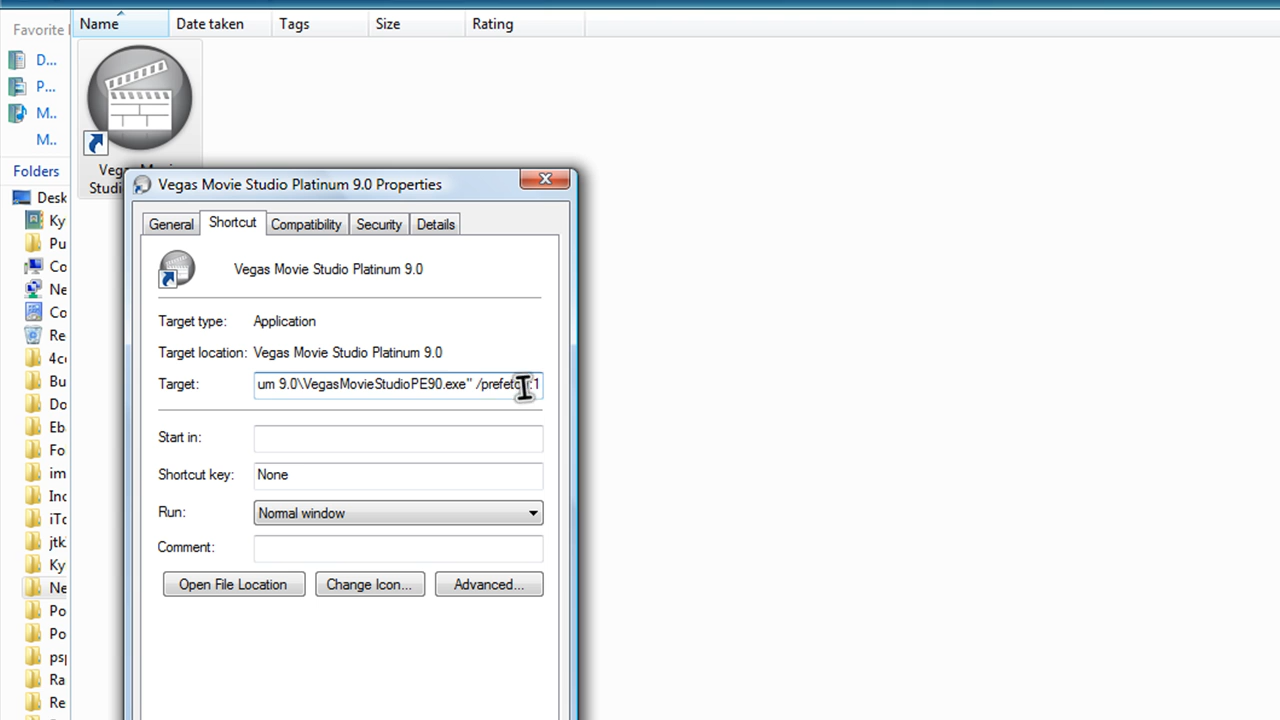 Name Date taken Tags Size Rating
Favorite
D...
P...
M..
M..
Folders
Desk
Ky
Pu
Co
Ne
Co
Re
Bu
Do
Eb
Fo
im
Inc
jtk
Ky
Ne
Po
Po
psp
Ra
Re
Vegas Movie Studio Platinum 9.0 Properties
General Shortcut Compatibility Security Details
Vegas Movie Studio Platinum 9.0
Target type: Application
Target location: Vegas Movie Studio Platinum 9.0
Target: um 9.0\VegasMovieStudioPE90.exe" /prefetch:1
Start in:
Shortcut key: None
Run: Normal window
Comment:
Open File Location Change Icon... Advanced...